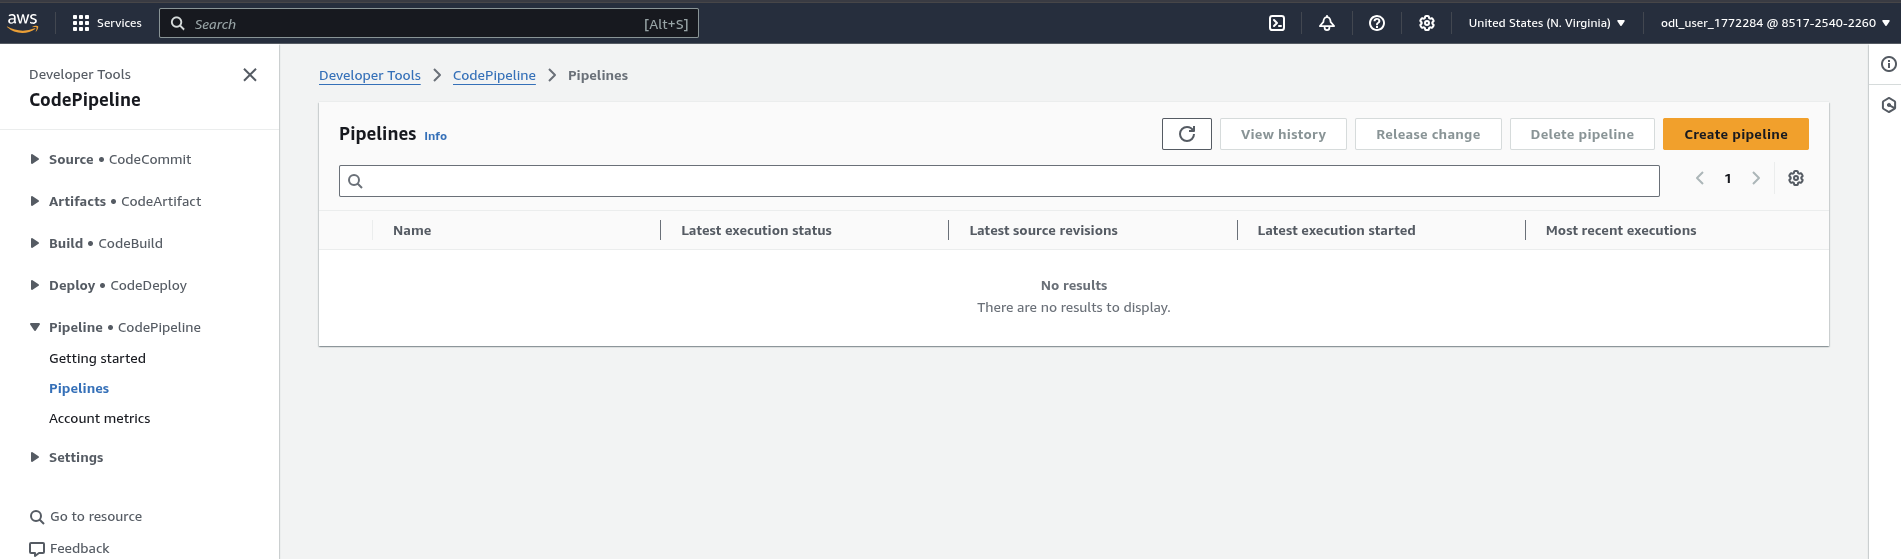 aws Services Search [Alt+S] United States (N. Virginia) odl_user_1772284 @ 8517-2540-2260
Developer Tools
CodePipeline
Source • CodeCommit
Artifacts • CodeArtifact
Build • CodeBuild
Deploy • CodeDeploy
Pipeline • CodePipeline
Getting started
Pipelines
Account metrics
Settings
Go to resource
Feedback
Developer Tools CodePipeline Pipelines
Pipelines Info View history Release change Delete pipeline Create pipeline
1
Name Latest execution status Latest source revisions Latest execution started Most recent executions
No results
There are no results to display.